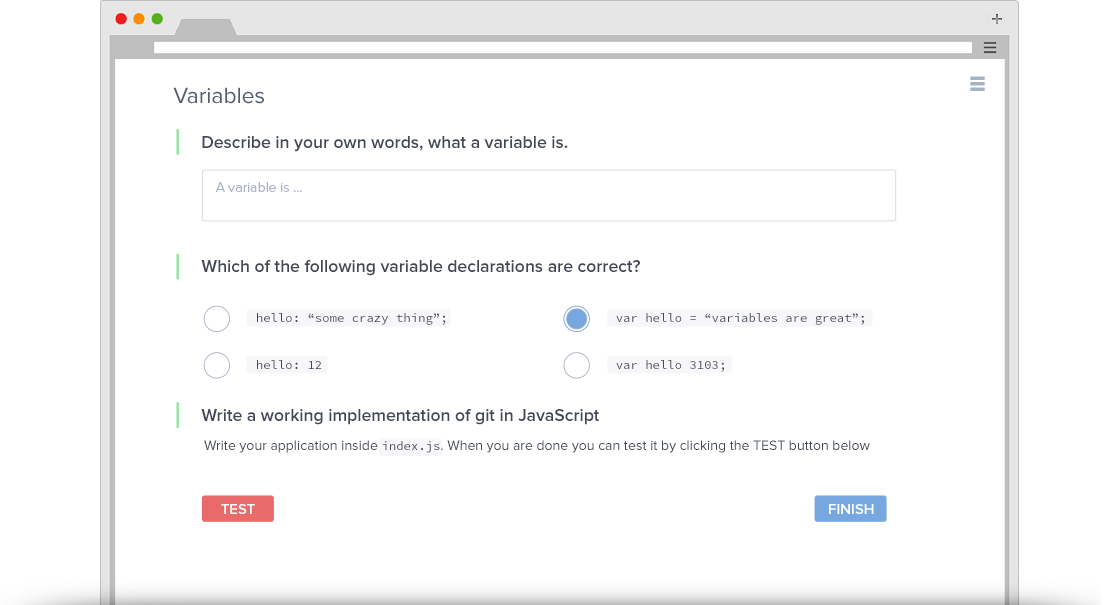 Variables
Describe in your own words, what a variable is.
A variable is ...
Which of the following variable declarations are correct?
hello: “some crazy thing”;
var hello = “variables are great”;
hello: 12
var hello 3103;
Write a working implementation of git in JavaScript
Write your application inside index.js. When you are done you can test it by clicking the TEST button below
TEST
FINISH